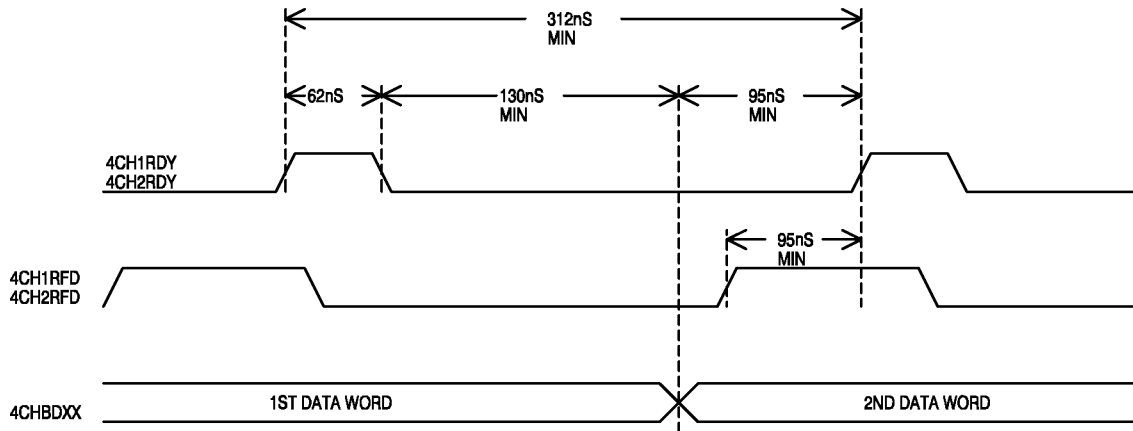 312nS
MIN
62nS
130nS
MIN
95nS
MIN
4CH1RDY
4CH2RDY
95nS
MIN
4CH1RFD
4CH2RFD
4CHBDXX
1ST DATA WORD
2ND DATA WORD